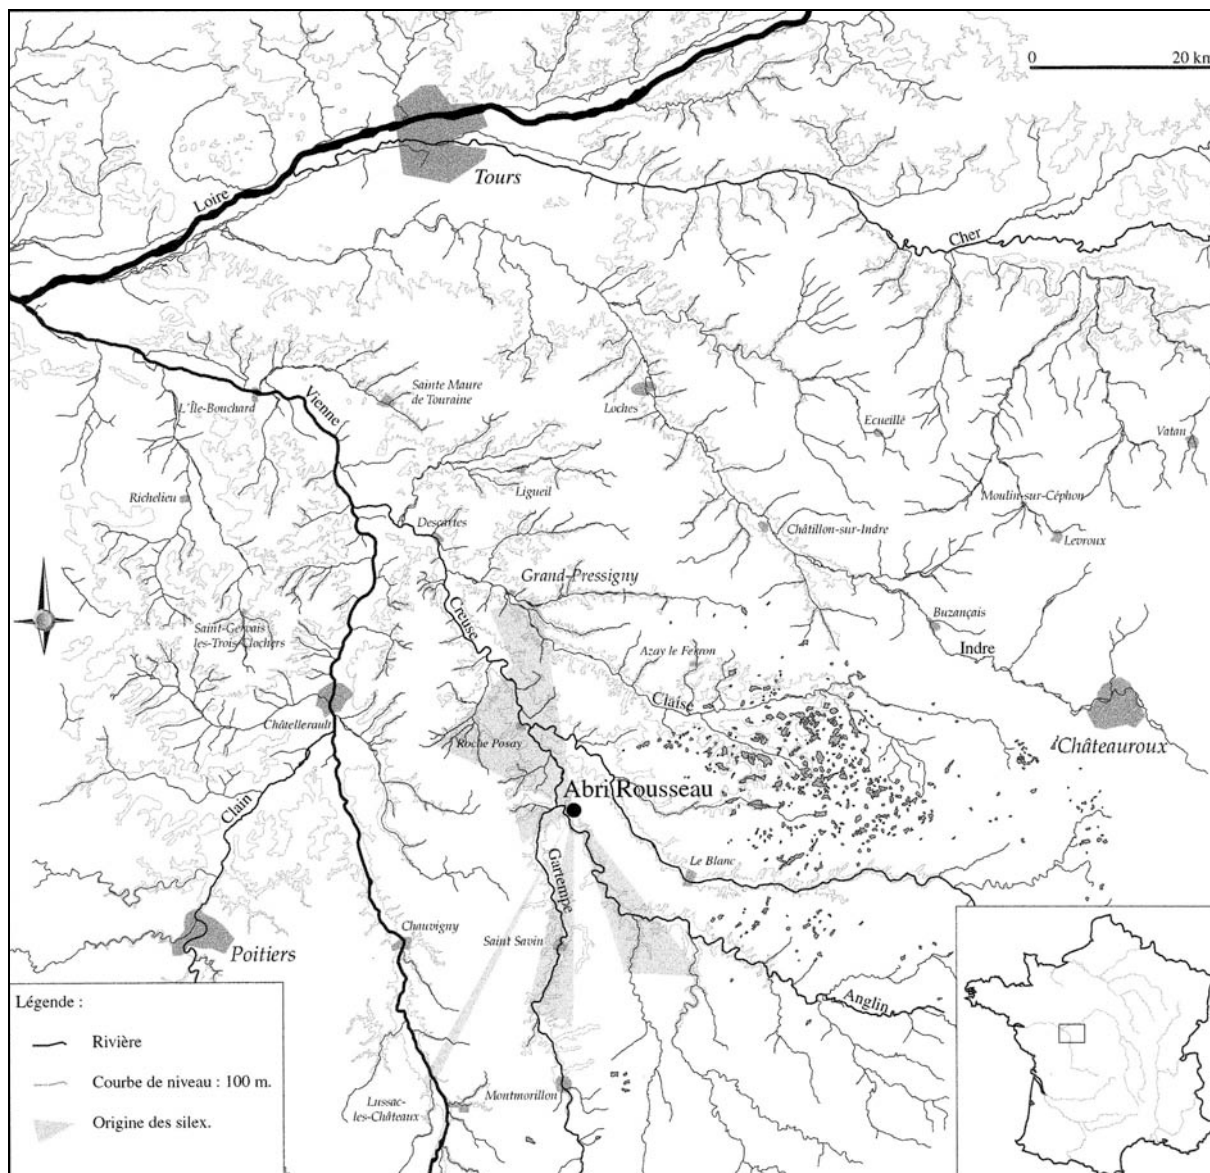 0 20 km
Tours
Loire
Cher
Sainte Maure
de Touraine
L'Île-Bouchard
Vienne
Loches
Ecueillé
Vatan
Richelieu
Ligueil
Moulin-sur-Céphon
Descartes
Châtillon-sur-Indre
Levroux
Grand-Pressigny
Buzançais
Creuse
Saint-Gervais
les-Trois-Clochers
Azay le Ferron
Indre
Claise
Châtellerault
Roche Posay
Châteauroux
Abri Rousseau
Clain
Le Blanc
Gartempe
Chauvigny
Saint Savin
Poitiers
Anglin
Légende :
Rivière
Courbe de niveau : 100 m.
Origine des silex.
Montmorillon
Lussac-
les-Châteaux